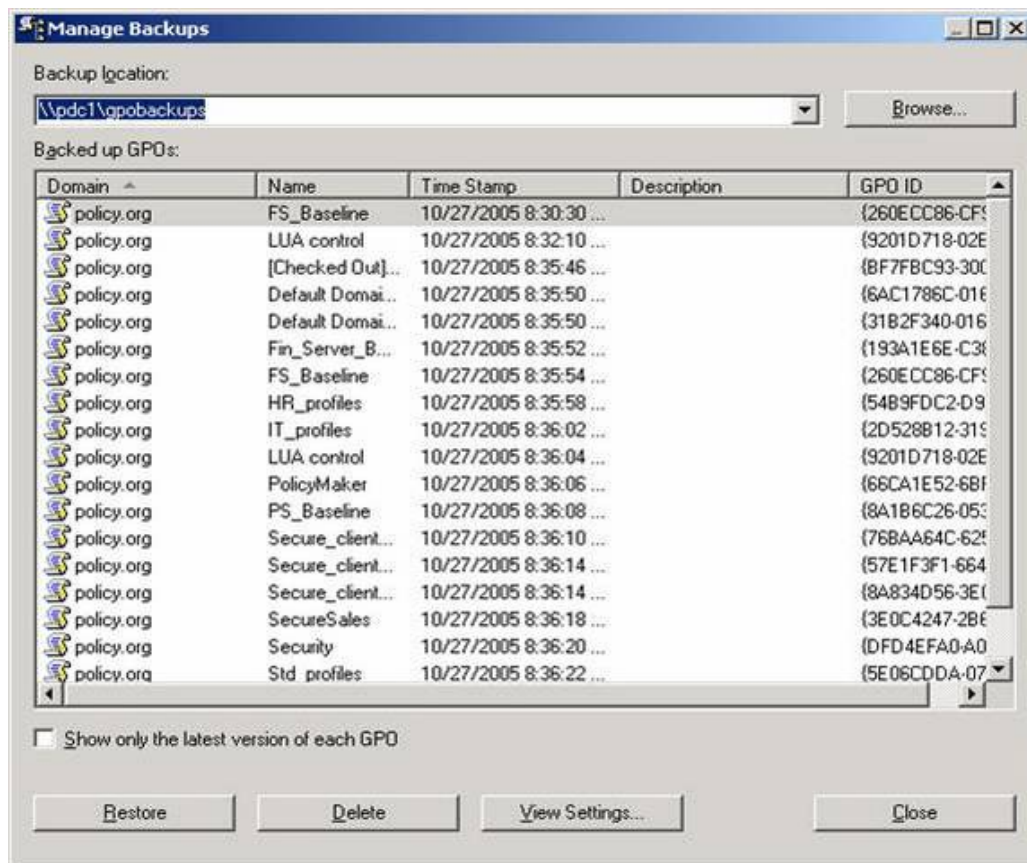 Manage Backups
Backup location:
\\pdc1\gpobackups
Browse...
Backed up GPOs:
Domain Name Time Stamp Description GPO ID
policy.org FS_Baseline 10/27/2005 8:30:30 ... {260ECC86-CF9
policy.org LUA control 10/27/2005 8:32:10 ... {9201D718-02E
policy.org [Checked Out]... 10/27/2005 8:35:46 ... {BF7FBC93-300
policy.org Default Domai... 10/27/2005 8:35:50 ... {6AC1786C-016
policy.org Default Domai... 10/27/2005 8:35:50 ... {31B2F340-016
policy.org Fin_Server_B... 10/27/2005 8:35:52 ... {193A1E6E-C38
policy.org FS_Baseline 10/27/2005 8:35:54 ... {260ECC86-CF9
policy.org HR_profiles 10/27/2005 8:35:58 ... {54B9FDC2-D9
policy.org IT_profiles 10/27/2005 8:36:02 ... {2D528B12-319
policy.org LUA control 10/27/2005 8:36:04 ... {9201D718-02E
policy.org PolicyMaker 10/27/2005 8:36:06 ... {66CA1E52-6BF
policy.org PS_Baseline 10/27/2005 8:36:08 ... {8A1B6C26-053
policy.org Secure_client... 10/27/2005 8:36:10 ... {76BAA64C-625
policy.org Secure_client... 10/27/2005 8:36:14 ... {57E1F3F1-664
policy.org Secure_client... 10/27/2005 8:36:14 ... {8A834D56-3E0
policy.org SecureSales 10/27/2005 8:36:18 ... {3E0C4247-2B6
policy.org Security 10/27/2005 8:36:20 ... {DFD4EFA0-A0
policy.org Std_profiles 10/27/2005 8:36:22 ... {5E06CDDA-07
Show only the latest version of each GPO
Restore Delete View Settings... Close